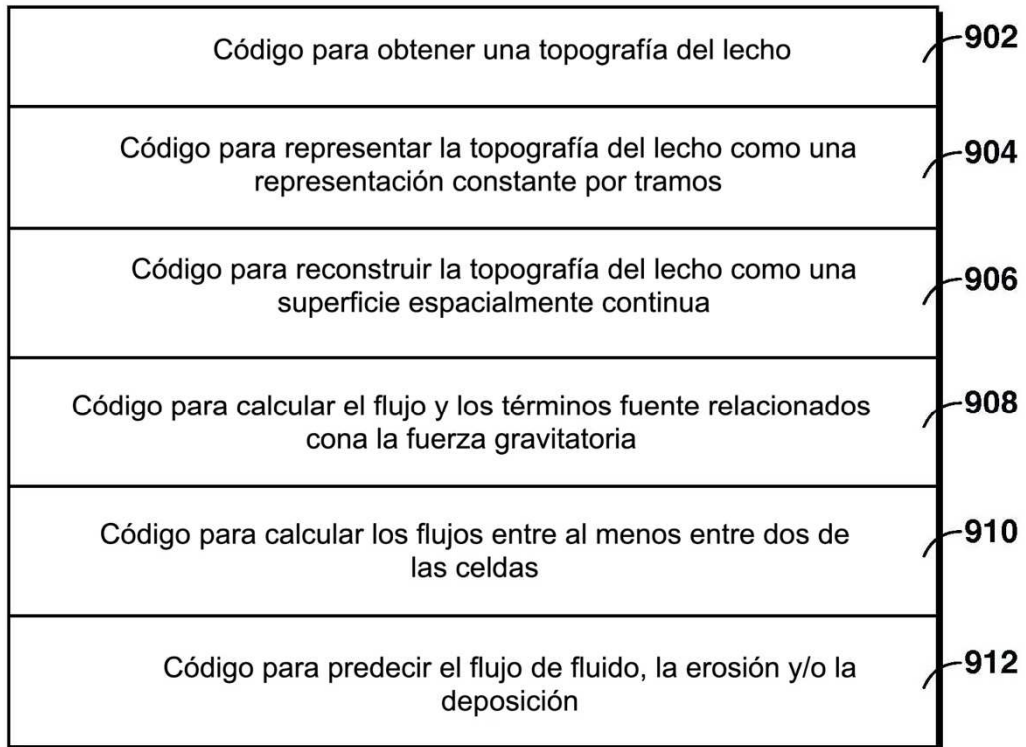 Código para obtener una topografía del lecho
902
Código para representar la topografía del lecho como una
representación constante por tramos
904
Código para reconstruir la topografía del lecho como una
superficie espacialmente continua
906
Código para calcular el flujo y los términos fuente relacionados
cona la fuerza gravitatoria
908
Código para calcular los flujos entre al menos entre dos de
las celdas
910
Código para predecir el flujo de fluido, la erosión y/o la
deposición
912